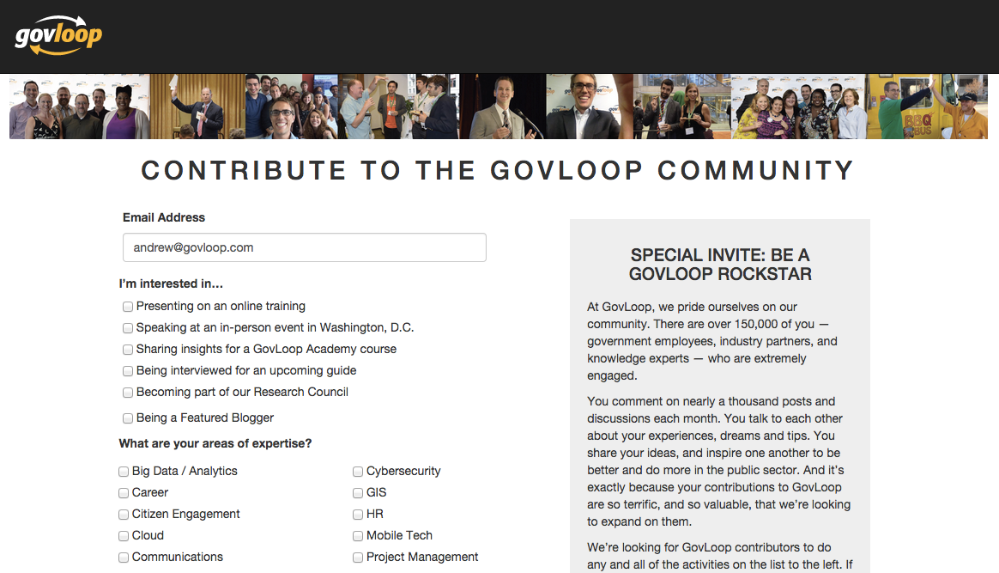 govloop
govloop
BBQ
BUS
CONTRIBUTE TO THE GOVLOOP COMMUNITY
Email Address
andrew@govloop.com
I’m interested in…
Presenting on an online training
Speaking at an in-person event in Washington, D.C.
Sharing insights for a GovLoop Academy course
Being interviewed for an upcoming guide
Becoming part of our Research Council
Being a Featured Blogger
What are your areas of expertise?
Big Data / Analytics
Career
Citizen Engagement
Cloud
Communications
Cybersecurity
GIS
HR
Mobile Tech
Project Management
SPECIAL INVITE: BE A
GOVLOOP ROCKSTAR
At GovLoop, we pride ourselves on our
community. There are over 150,000 of you —
government employees, industry partners, and
knowledge experts — who are extremely
engaged.
You comment on nearly a thousand posts and
discussions each month. You talk to each other
about your experiences, dreams and tips. You
share your ideas, and inspire one another to be
better and do more in the public sector. And it’s
exactly because your contributions to GovLoop
are so terrific, and so valuable, that we’re looking
to expand on them.
We’re looking for GovLoop contributors to do
any and all of the activities on the list to the left. If